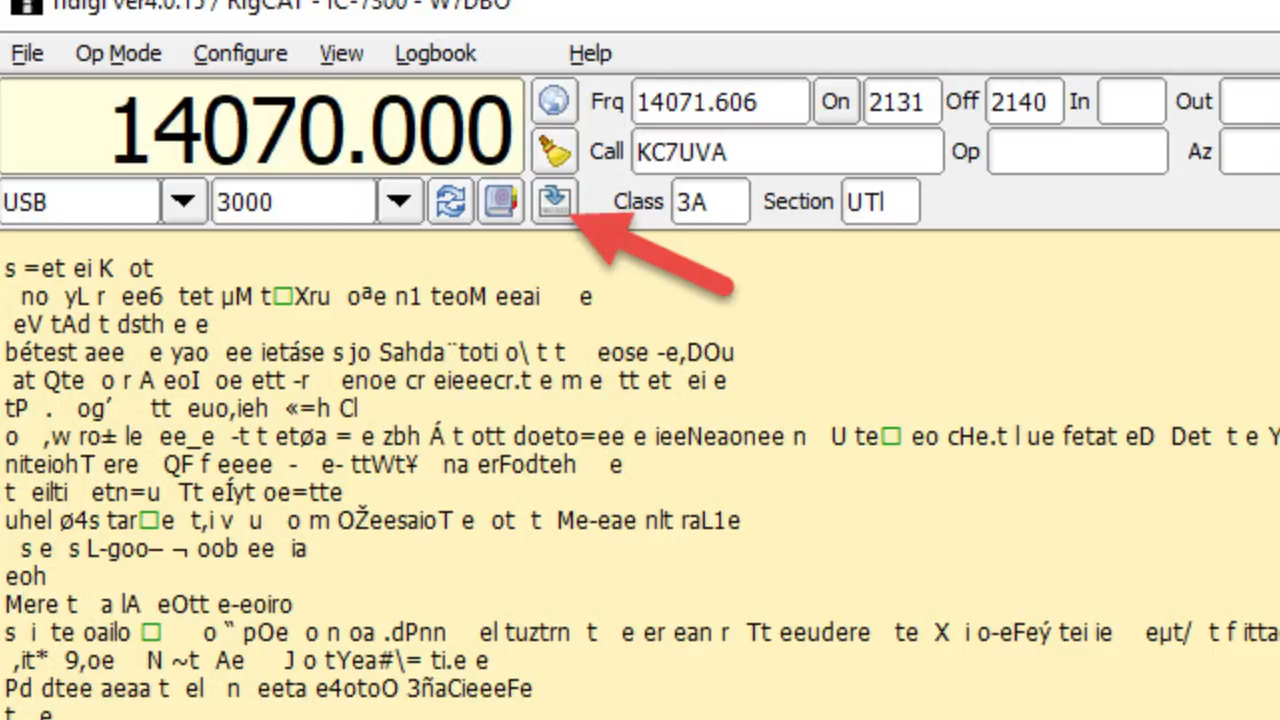 fldigi ver4.0.15 / RigCAT - IC-7300 - W7DBO
File Op Mode Configure View Logbook Help
14070.000
Frq 14071.606 On 2131 Off 2140 In Out
Call KC7UVA Op Az
USB 3000 Class 3A Section UTl
s =et ei K ot
no yL r ee6 tet µM t□Xru oªe n1 teoM eeai e
eV tAd t dsth e e
bétest aee e yao ee ietáse s jo Sahda¨toti o\ t t eose -e,DOu
at Qte o r A eoI oe ett -r enoe cr eieeecr.t e m e tt et ei e
tP . og’ tt euo,ieh «=h Cl
o ,w ro± le ee_e -t t etøa = e zbh Á t ott doeto=ee e ieeNeaonee n U te□ eo cHe.t l ue fetat eD Det t e Y
niteiohT ere QF f eeee - e- ttWt¥ na erFodteh e
t eilti etn=u Tt eÍyt oe=tte
uhel ø4s tar□e t,i v u o m OŽeesaioT e ot t Me-eae nlt raL1e
s e s L-goo– ¬ oob ee ia
eoh
Mere t a lA eOtt e-eoiro
s i te oailo □ o “ pOe o n oa .dPnn el tuztrn t e er ean r Tt eeudere te X i o-eFeý tei ie eµt/ t f itta
,it* 9,oe N ~t Ae J o tYea#\= ti.e e
Pd dtee aeaa t el n eeta e4otoO 3ñaCieeeFe
t e